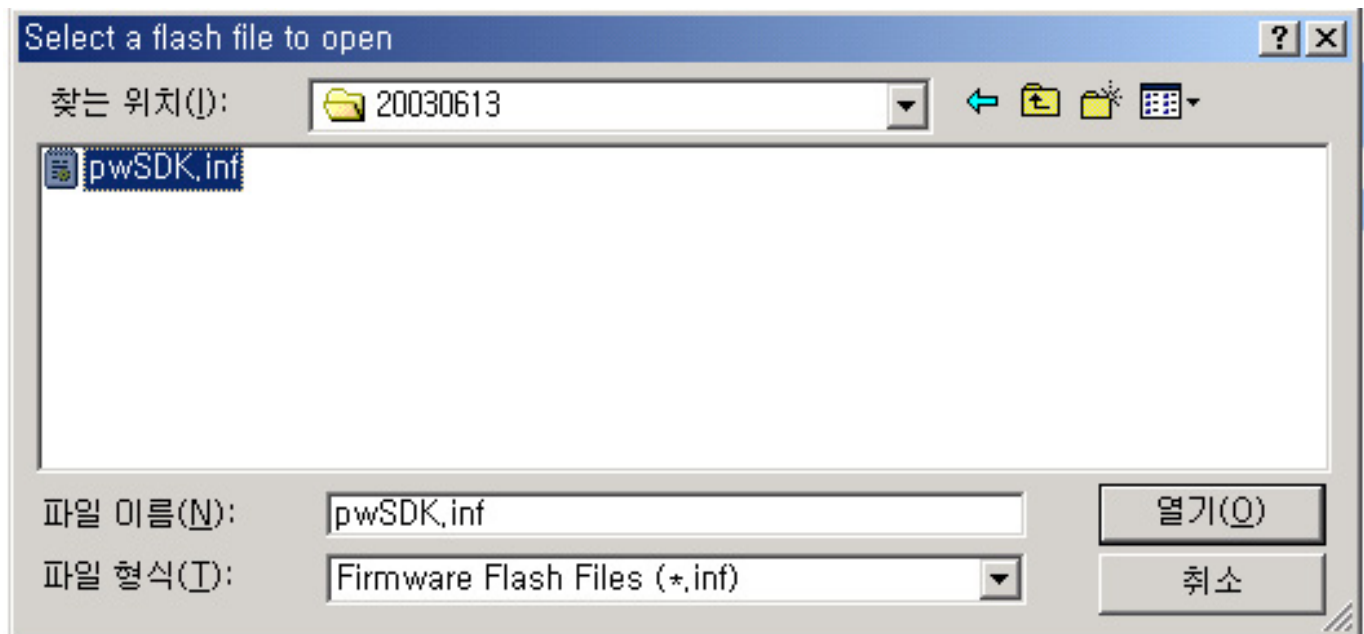 Select a flash file to open
찾는 위치(I): 20030613
pwSDK.inf
파일 이름(N): pwSDK.inf 열기(O)
파일 형식(T): Firmware Flash Files (*.inf) 취소